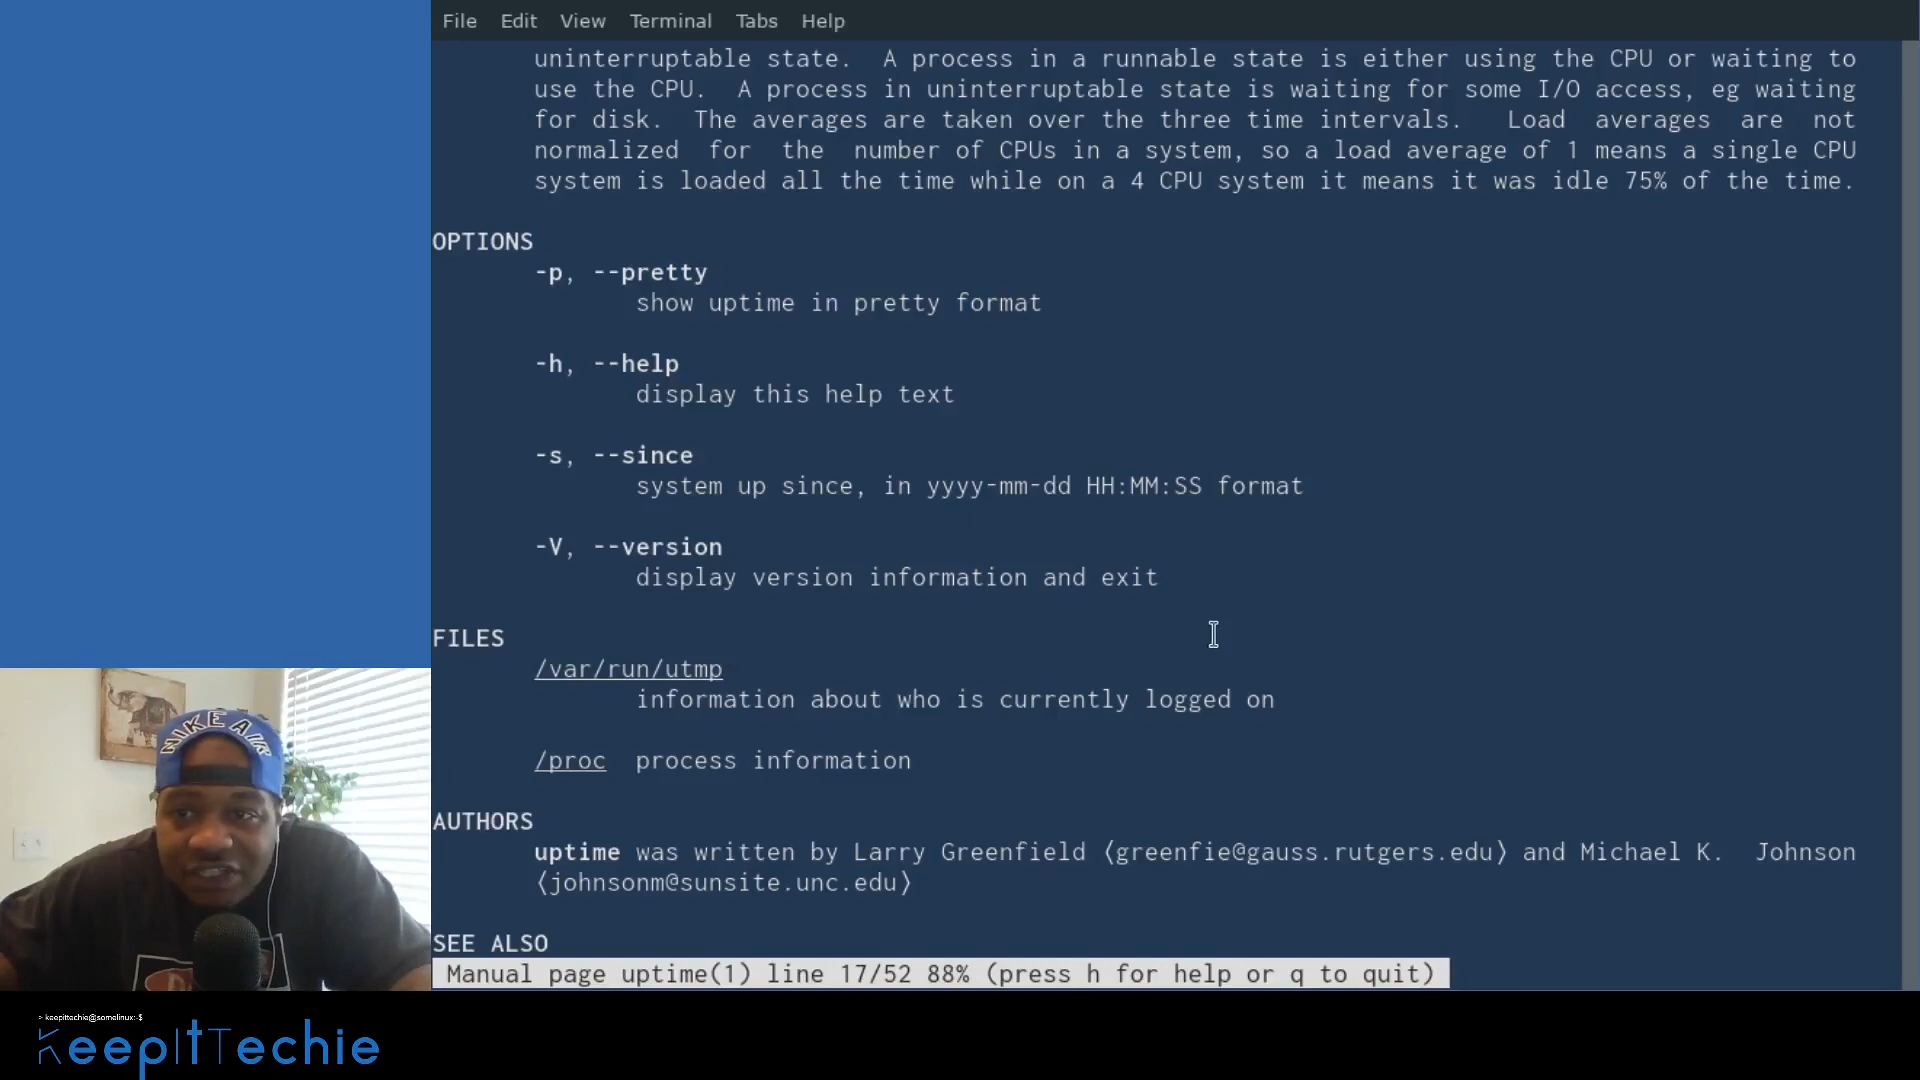 File Edit View Terminal Tabs Help
uninterruptable state. A process in a runnable state is either using the CPU or waiting to
use the CPU. A process in uninterruptable state is waiting for some I/O access, eg waiting
for disk. The averages are taken over the three time intervals. Load averages are not
normalized for the number of CPUs in a system, so a load average of 1 means a single CPU
system is loaded all the time while on a 4 CPU system it means it was idle 75% of the time.
OPTIONS
-p, --pretty
show uptime in pretty format
-h, --help
display this help text
-s, --since
system up since, in yyyy-mm-dd HH:MM:SS format
-V, --version
display version information and exit
FILES
/var/run/utmp
information about who is currently logged on
/proc process information
AUTHORS
uptime was written by Larry Greenfield ⟨greenfie@gauss.rutgers.edu⟩ and Michael K. Johnson
⟨johnsonm@sunsite.unc.edu⟩
SEE ALSO
Manual page uptime(1) line 17/52 88% (press h for help or q to quit)
NIKE AIR
> keepittechie@somelinux:-$
KeepItTechie